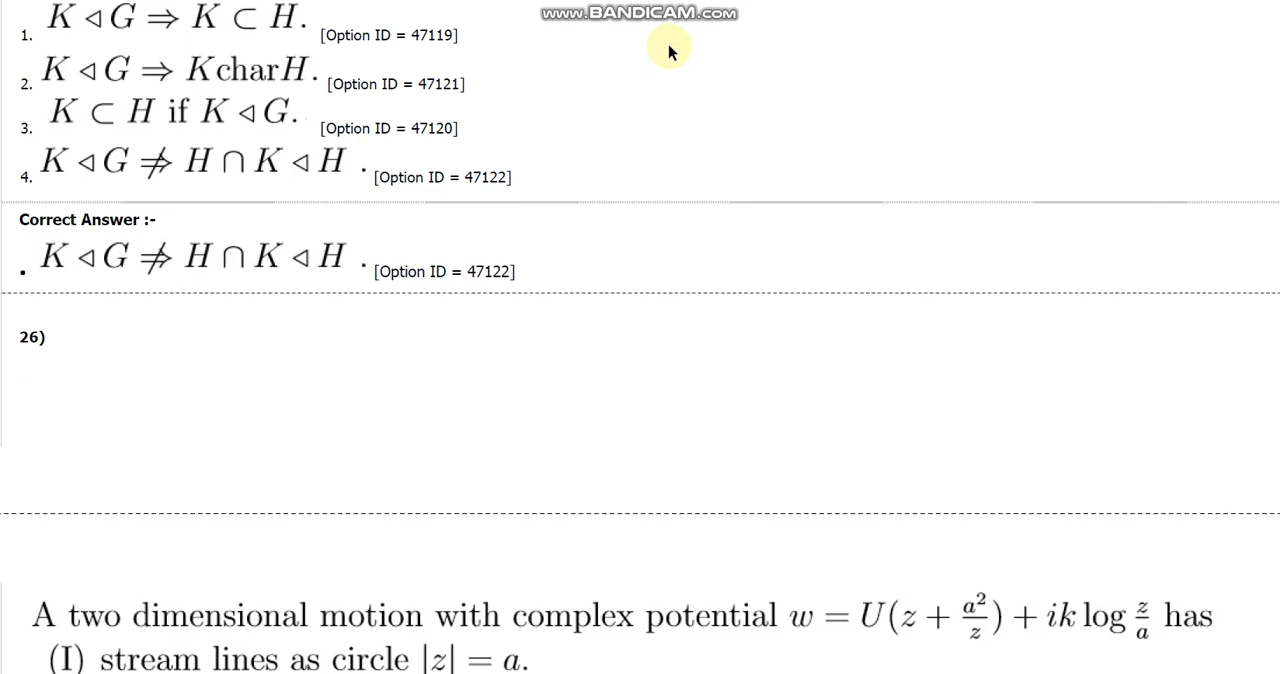 www.BANDICAM.com
1. K ◁ G ⇒ K ⊂ H. [Option ID = 47119]
2. K ◁ G ⇒ K char H. [Option ID = 47121]
3. K ⊂ H if K ◁ G. [Option ID = 47120]
4. K ◁ G ⇏ H ∩ K ◁ H . [Option ID = 47122]
Correct Answer :-
• K ◁ G ⇏ H ∩ K ◁ H . [Option ID = 47122]
26)
A two dimensional motion with complex potential w = U(z + a²/z) + ik log z/a has
(I) stream lines as circle |z| = a.